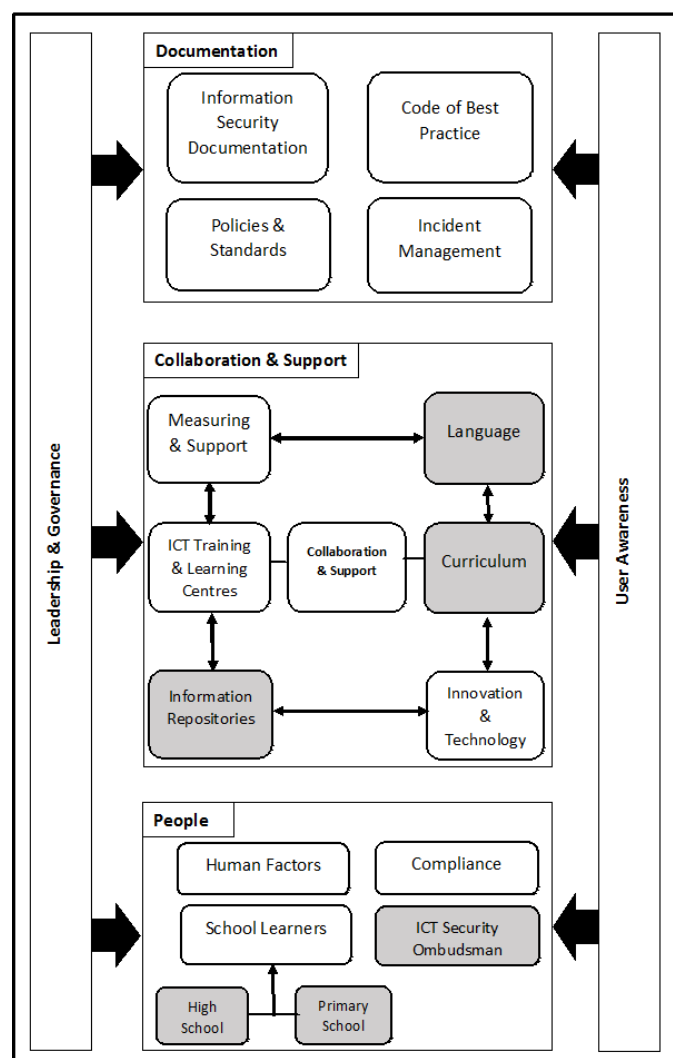 Documentation
Information
Security
Documentation
Code of Best
Practice
Policies &
Standards
Incident
Management
Leadership & Governance
User Awareness
Collaboration & Support
Measuring
& Support
Language
ICT Training
& Learning
Centres
Collaboration
& Support
Curriculum
Information
Repositories
Innovation
&
Technology
People
Human Factors
Compliance
School Learners
ICT Security
Ombudsman
High
School
Primary
School